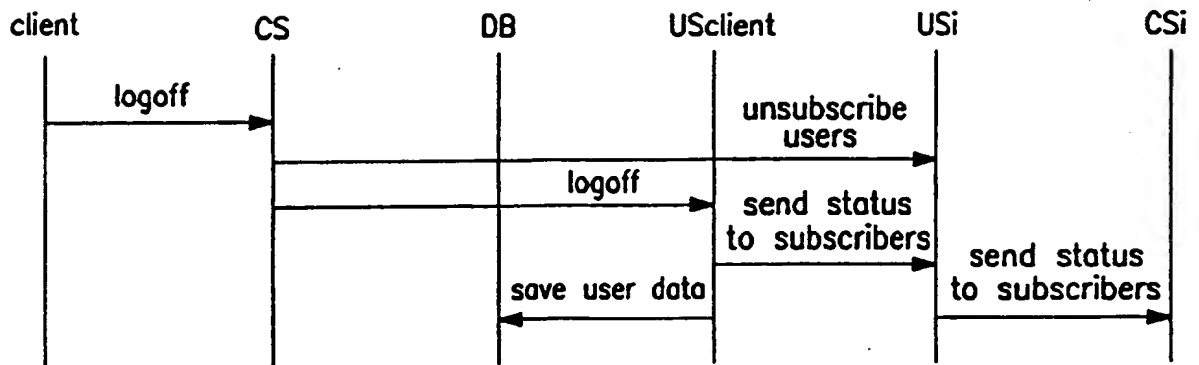 client CS DB USclient USi CSi
logoff
unsubscribe
users
logoff
send status
to subscribers
send status
to subscribers
save user data